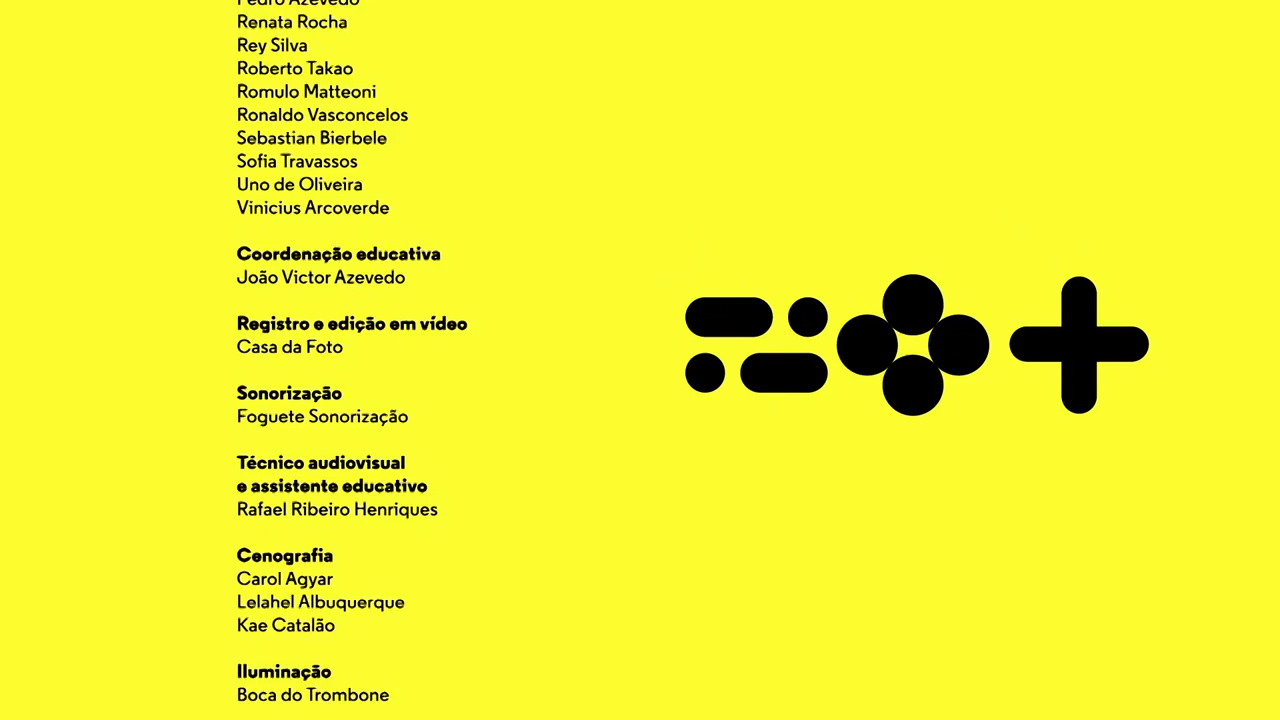 Pedro Azevedo
Renata Rocha
Rey Silva
Roberto Takao
Romulo Matteoni
Ronaldo Vasconcelos
Sebastian Bierbele
Sofia Travassos
Uno de Oliveira
Vinicius Arcoverde
Coordenação educativa
João Victor Azevedo
Registro e edição em vídeo
Casa da Foto
Sonorização
Foguete Sonorização
Técnico audiovisual
e assistente educativo
Rafael Ribeiro Henriques
Cenografia
Carol Agyar
Lelahel Albuquerque
Kae Catalão
Iluminação
Boca do Trombone